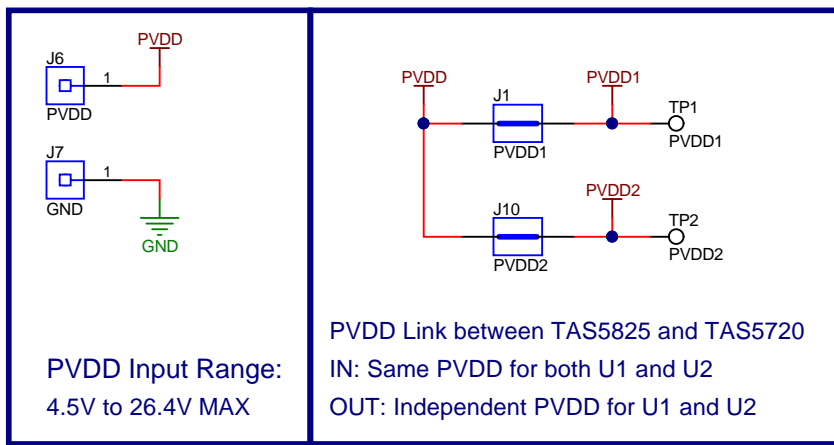 PVDD
J6
1
PVDD
J7
1
GND
GND
PVDD Input Range:
4.5V to 26.4V MAX
PVDD
J1
PVDD1
PVDD1
TP1
PVDD1
J10
PVDD2
PVDD2
TP2
PVDD2
PVDD Link between TAS5825 and TAS5720
IN: Same PVDD for both U1 and U2
OUT: Independent PVDD for U1 and U2